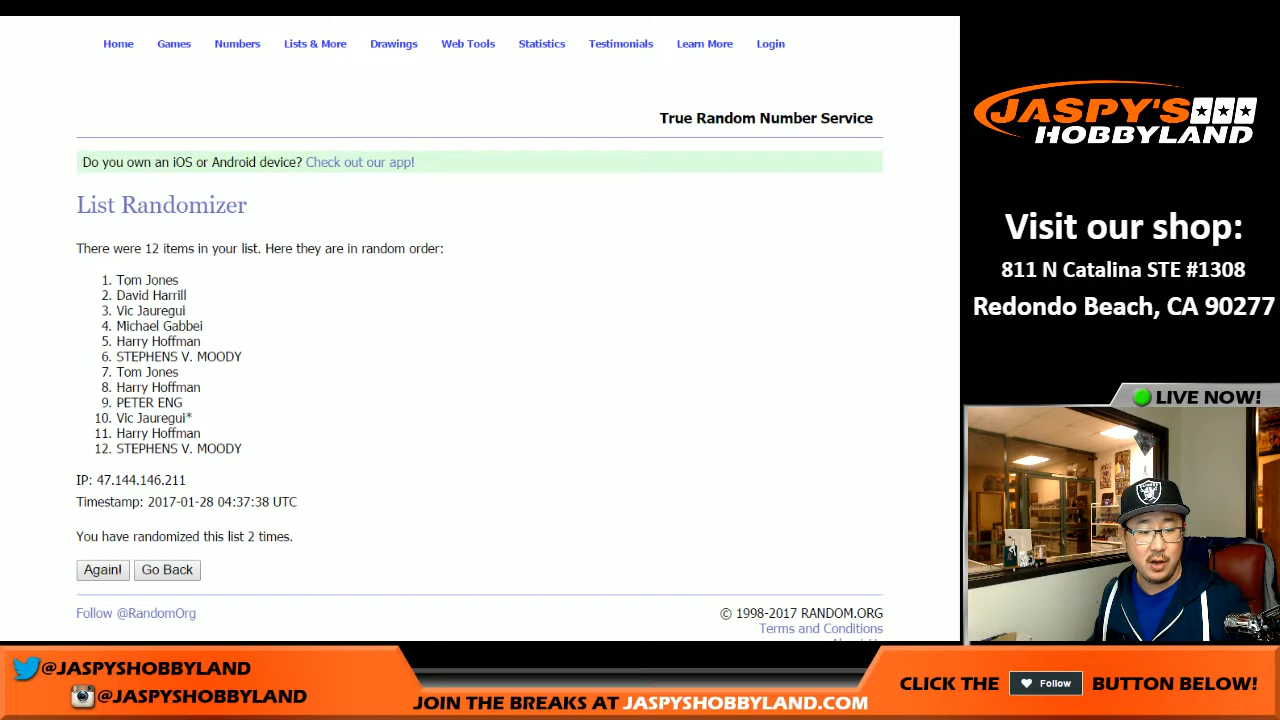 Home Games Numbers Lists & More Drawings Web Tools Statistics Testimonials Learn More Login
True Random Number Service
Do you own an iOS or Android device? Check out our app!
List Randomizer
There were 12 items in your list. Here they are in random order:
1. Tom Jones
2. David Harrill
3. Vic Jauregui
4. Michael Gabbei
5. Harry Hoffman
6. STEPHENS V. MOODY
7. Tom Jones
8. Harry Hoffman
9. PETER ENG
10. Vic Jauregui*
11. Harry Hoffman
12. STEPHENS V. MOODY
IP: 47.144.146.211
Timestamp: 2017-01-28 04:37:38 UTC
You have randomized this list 2 times.
Again! Go Back
Follow @RandomOrg
© 1998-2017 RANDOM.ORG
Terms and Conditions
JASPY'S
HOBBYLAND
Visit our shop:
811 N Catalina STE #1308
Redondo Beach, CA 90277
LIVE NOW!
@JASPYSHOBBYLAND
@JASPYSHOBBYLAND
JOIN THE BREAKS AT JASPYSHOBBYLAND.COM
CLICK THE Follow BUTTON BELOW!